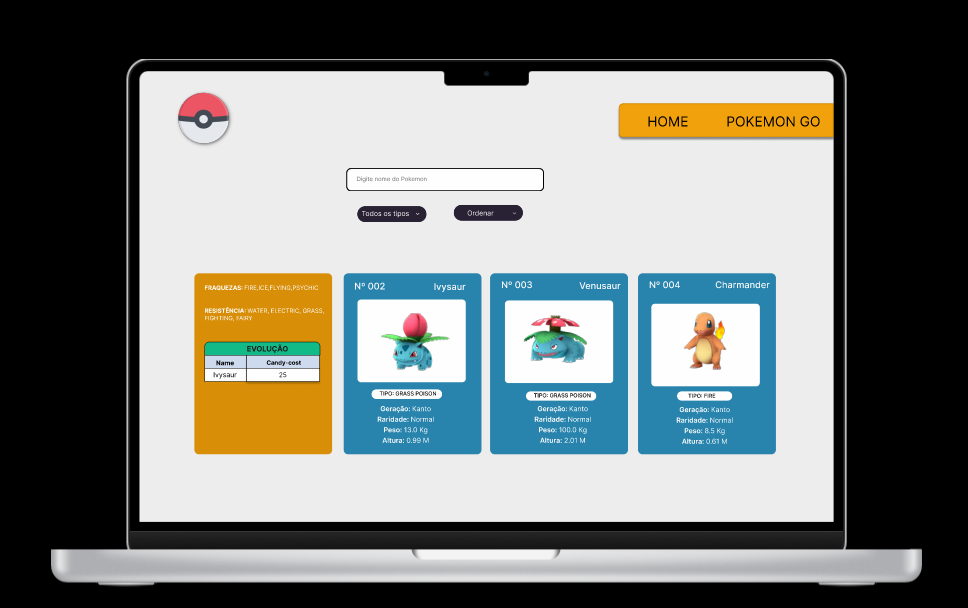 HOME
POKEMON GO
Digite nome do Pokemon
Todos os tipos
Ordenar
FRAQUEZAS: FIRE,ICE,FLYING,PSYCHIC
RESISTÊNCIA: WATER, ELECTRIC, GRASS,
FIGHTING, FAIRY
EVOLUÇÃO
Name
Candy-cost
Ivysaur
25
Nº 002
Ivysaur
TIPO: GRASS POISON
Geração: Kanto
Raridade: Normal
Peso: 13.0 Kg
Altura: 0.99 M
Nº 003
Venusaur
TIPO: GRASS POISON
Geração: Kanto
Raridade: Normal
Peso: 100.0 Kg
Altura: 2.01 M
Nº 004
Charmander
TIPO: FIRE
Geração: Kanto
Raridade: Normal
Peso: 8.5 Kg
Altura: 0.61 M